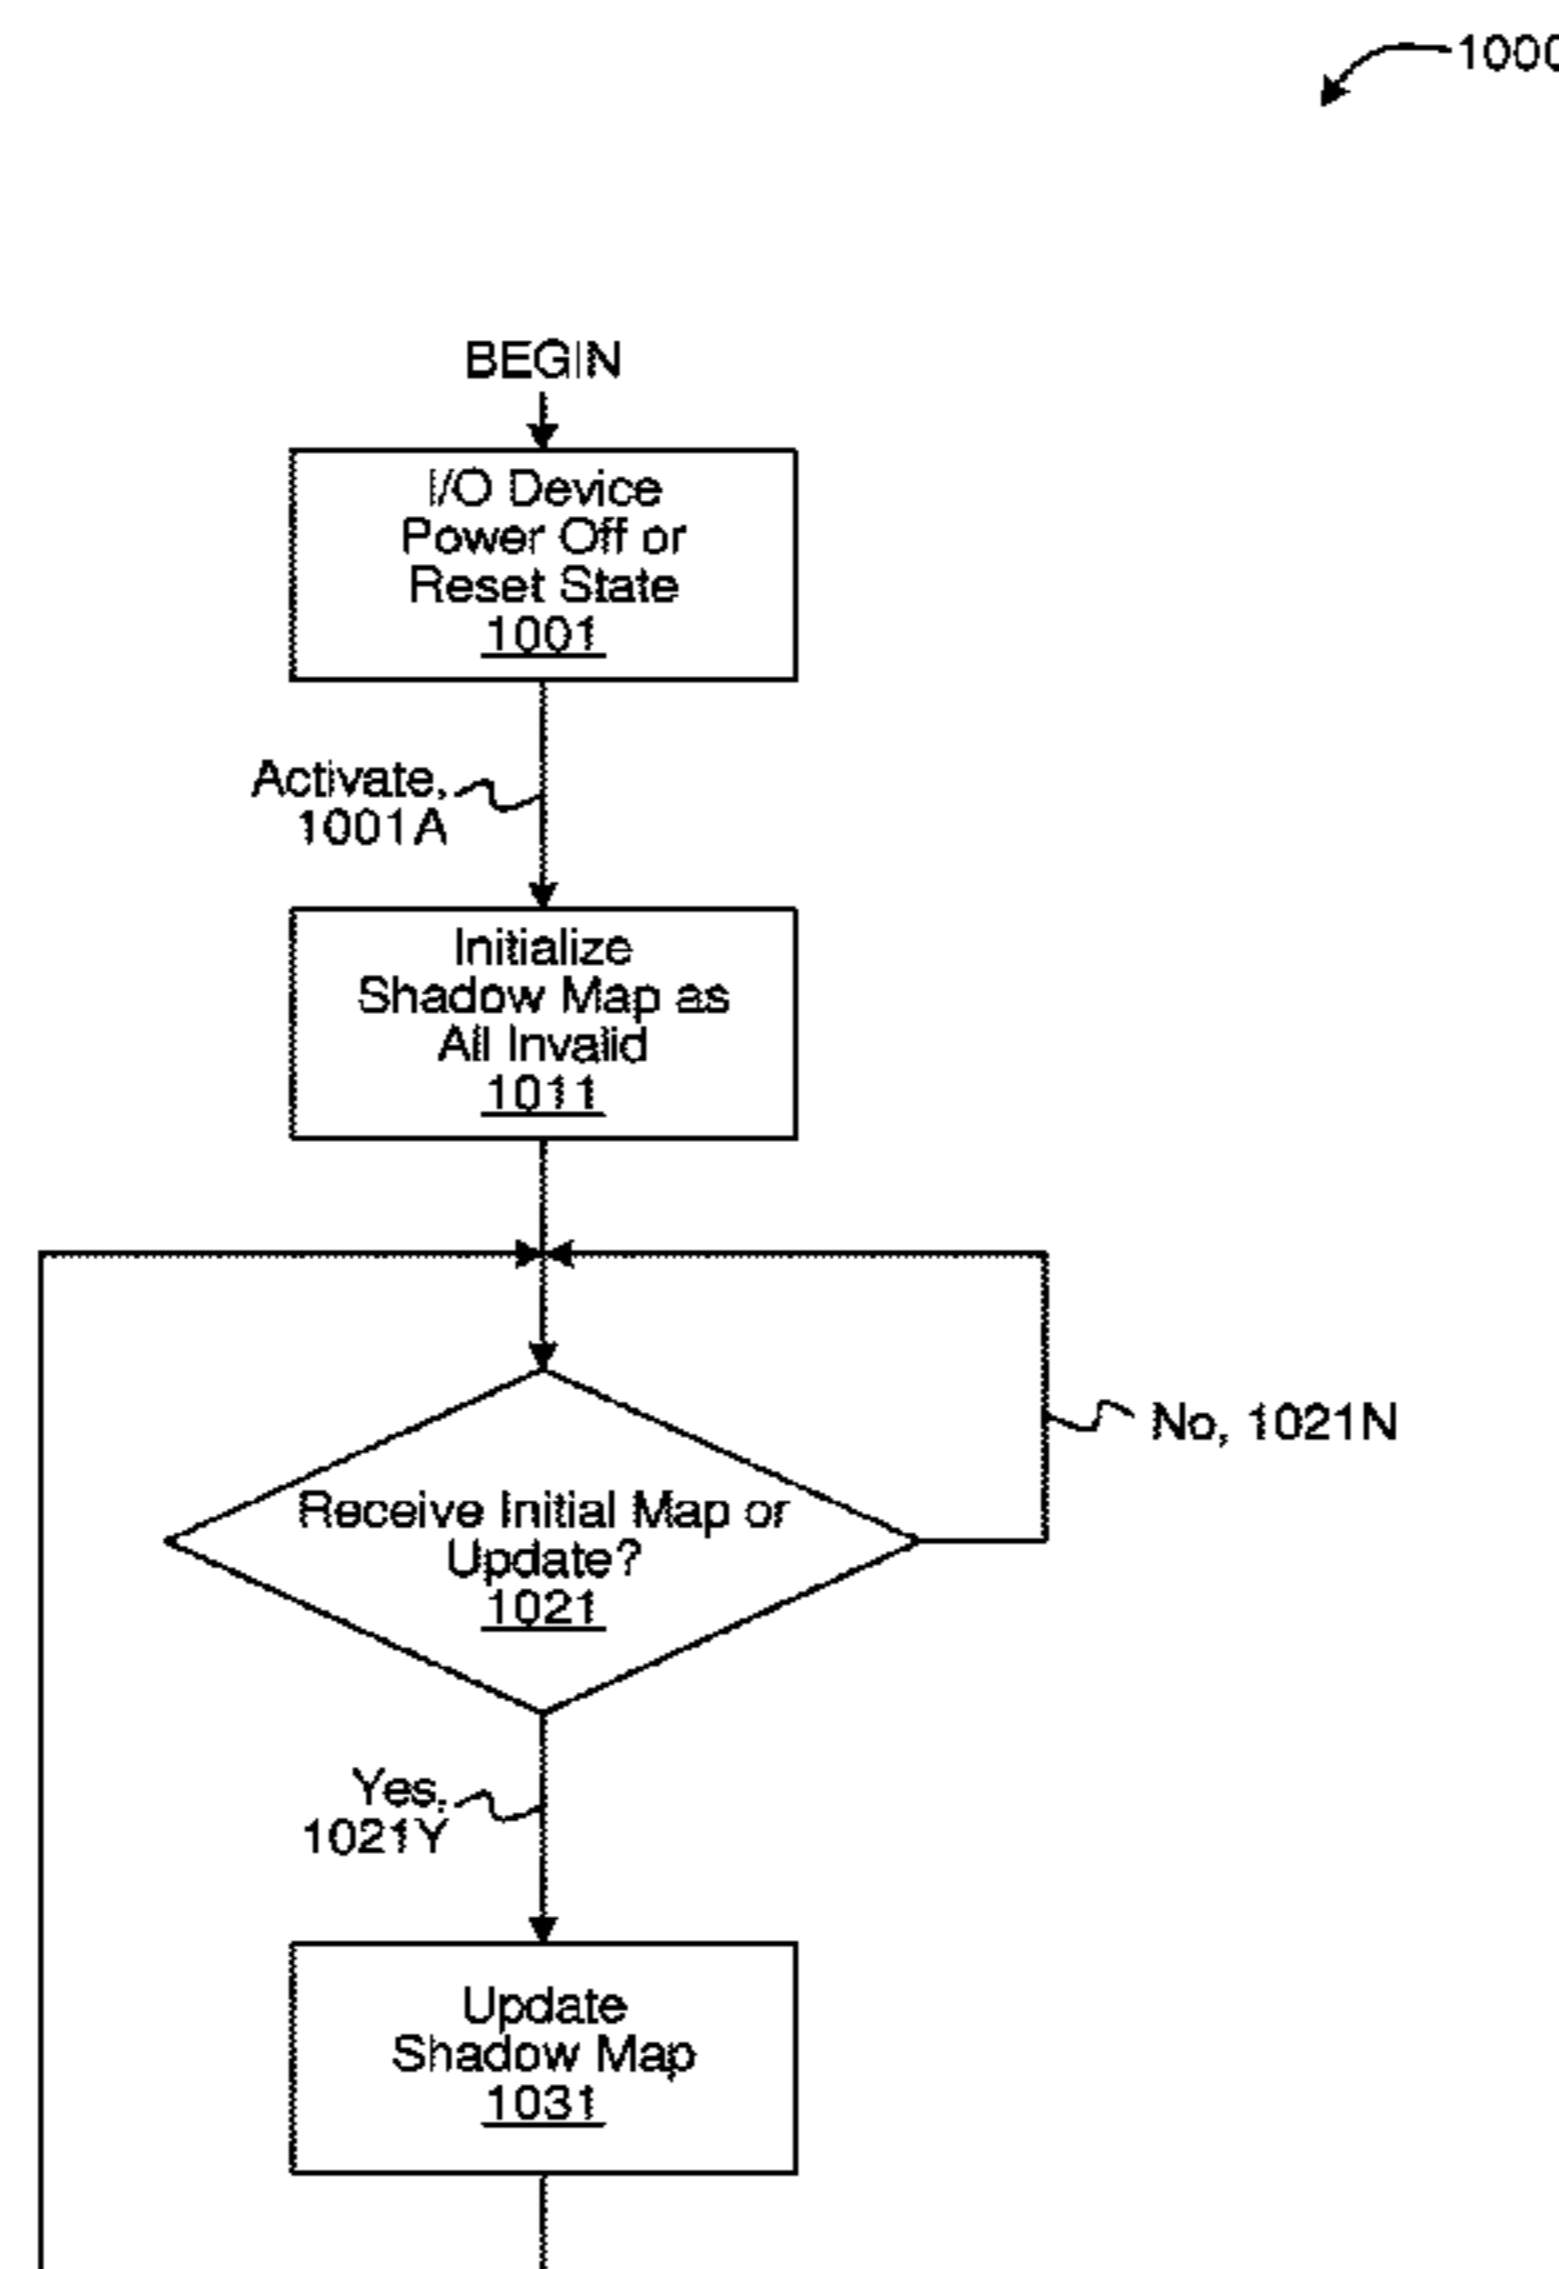 1000
BEGIN
I/O Device
Power Off or
Reset State
1001
Activate,
1001A
Initialize
Shadow Map as
All Invalid
1011
No, 1021N
Receive Initial Map or
Update?
1021
Yes,
1021Y
Update
Shadow Map
1031